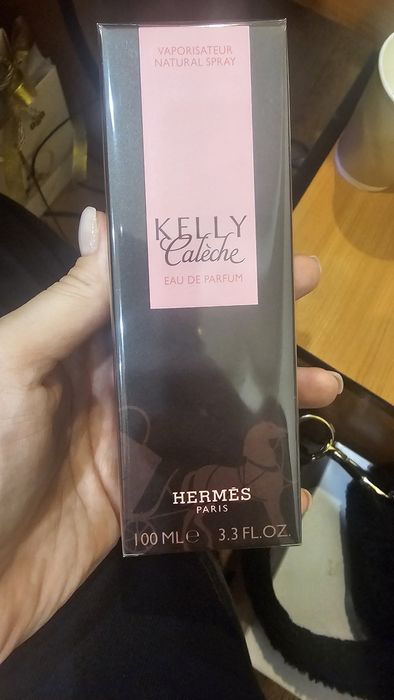 VAPORISATEUR
NATURAL SPRAY
KELLY
Calèche
EAU DE PARFUM
HERMÈS
PARIS
100 ML ℮ 3.3 FL.OZ.